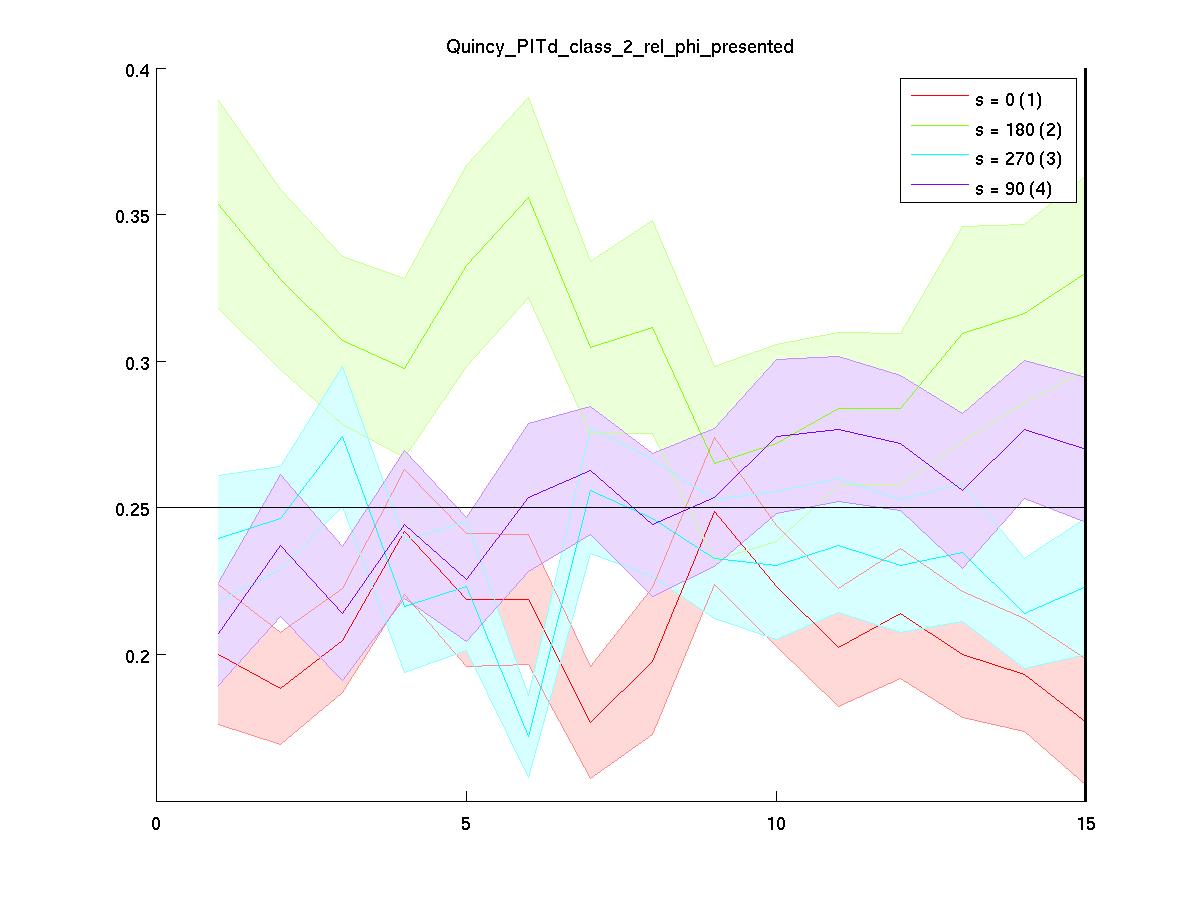 Quincy_PITd_class_2_rel_phi_presented
s = 0 (1)
s = 180 (2)
s = 270 (3)
s = 90 (4)
0.4
0.35
0.3
0.25
0.2
0
5
10
15